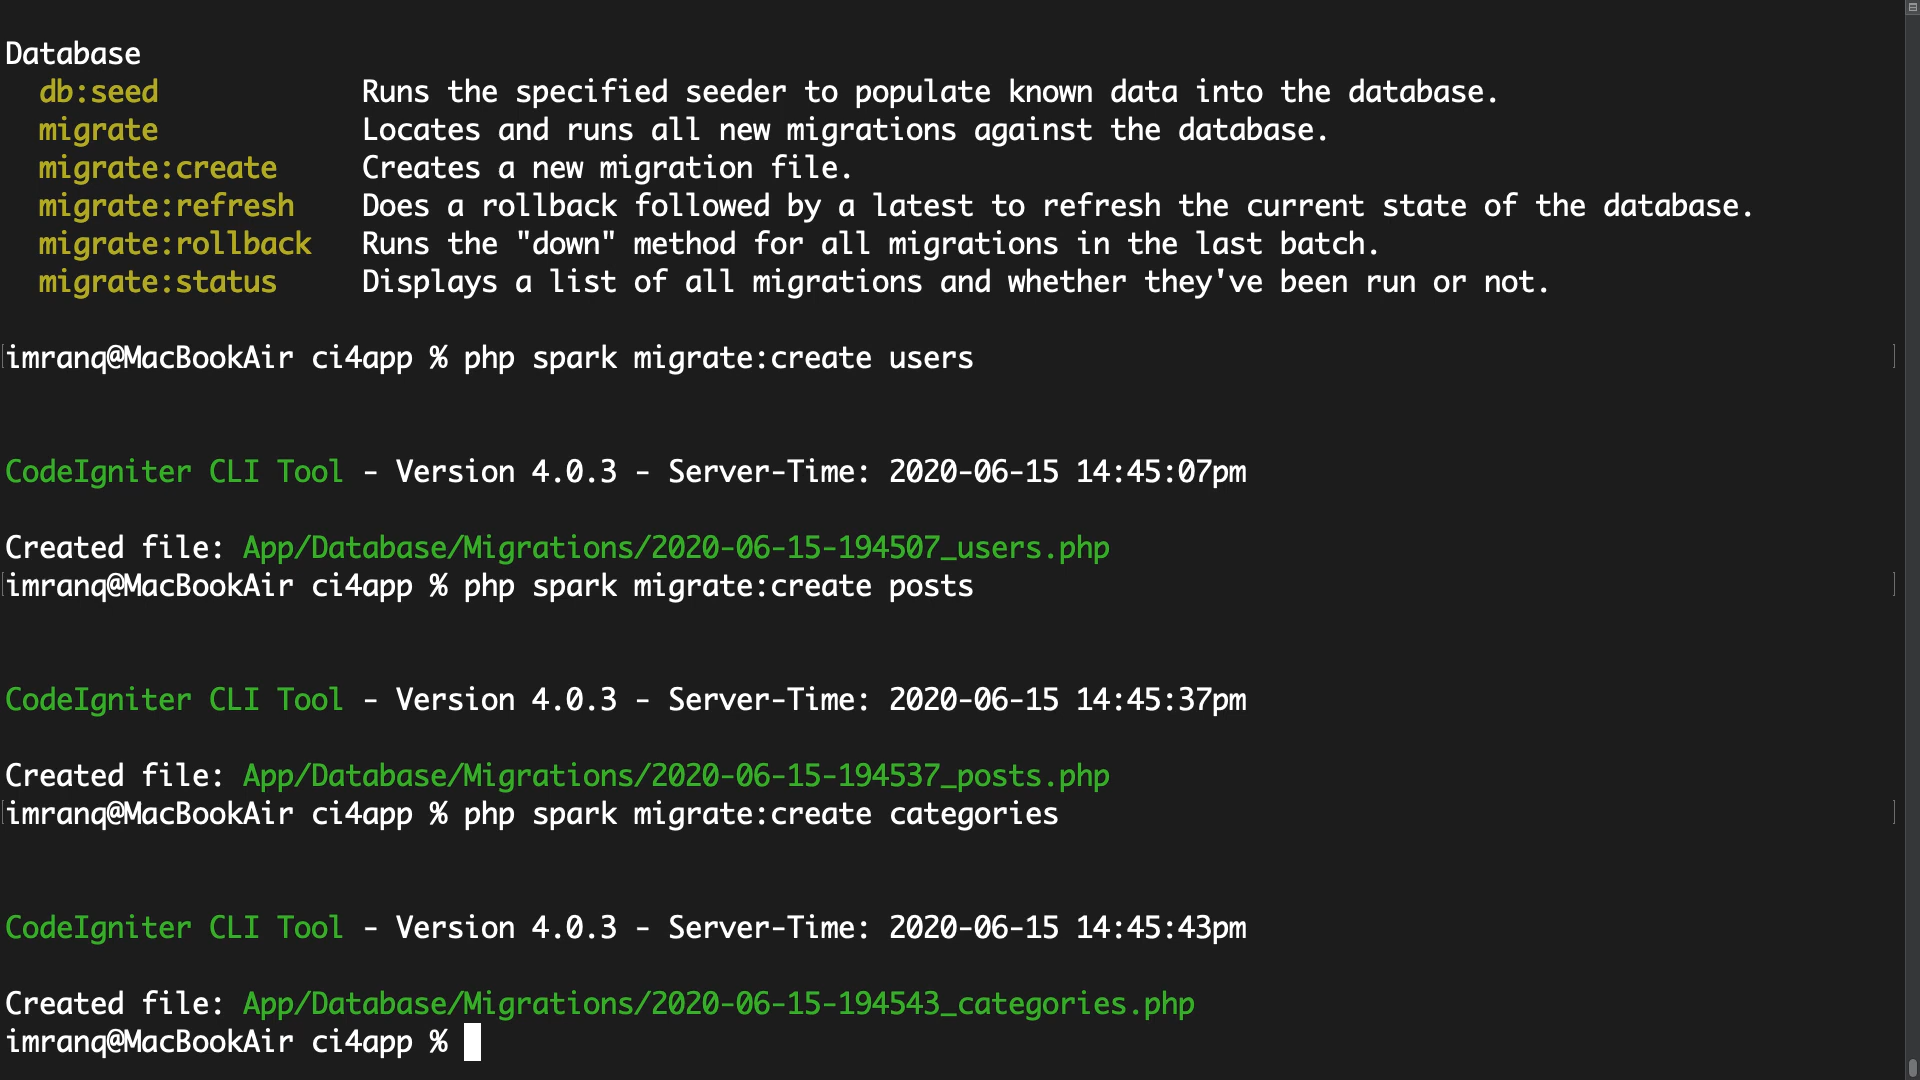 Database
db:seed Runs the specified seeder to populate known data into the database.
migrate Locates and runs all new migrations against the database.
migrate:create Creates a new migration file.
migrate:refresh Does a rollback followed by a latest to refresh the current state of the database.
migrate:rollback Runs the "down" method for all migrations in the last batch.
migrate:status Displays a list of all migrations and whether they've been run or not.
imranq@MacBookAir ci4app % php spark migrate:create users
CodeIgniter CLI Tool - Version 4.0.3 - Server-Time: 2020-06-15 14:45:07pm
Created file: App/Database/Migrations/2020-06-15-194507_users.php
imranq@MacBookAir ci4app % php spark migrate:create posts
CodeIgniter CLI Tool - Version 4.0.3 - Server-Time: 2020-06-15 14:45:37pm
Created file: App/Database/Migrations/2020-06-15-194537_posts.php
imranq@MacBookAir ci4app % php spark migrate:create categories
CodeIgniter CLI Tool - Version 4.0.3 - Server-Time: 2020-06-15 14:45:43pm
Created file: App/Database/Migrations/2020-06-15-194543_categories.php
imranq@MacBookAir ci4app %